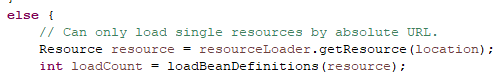 else {
// Can only load single resources by absolute URL.
Resource resource = resourceLoader.getResource(location);
int loadCount = loadBeanDefinitions(resource);